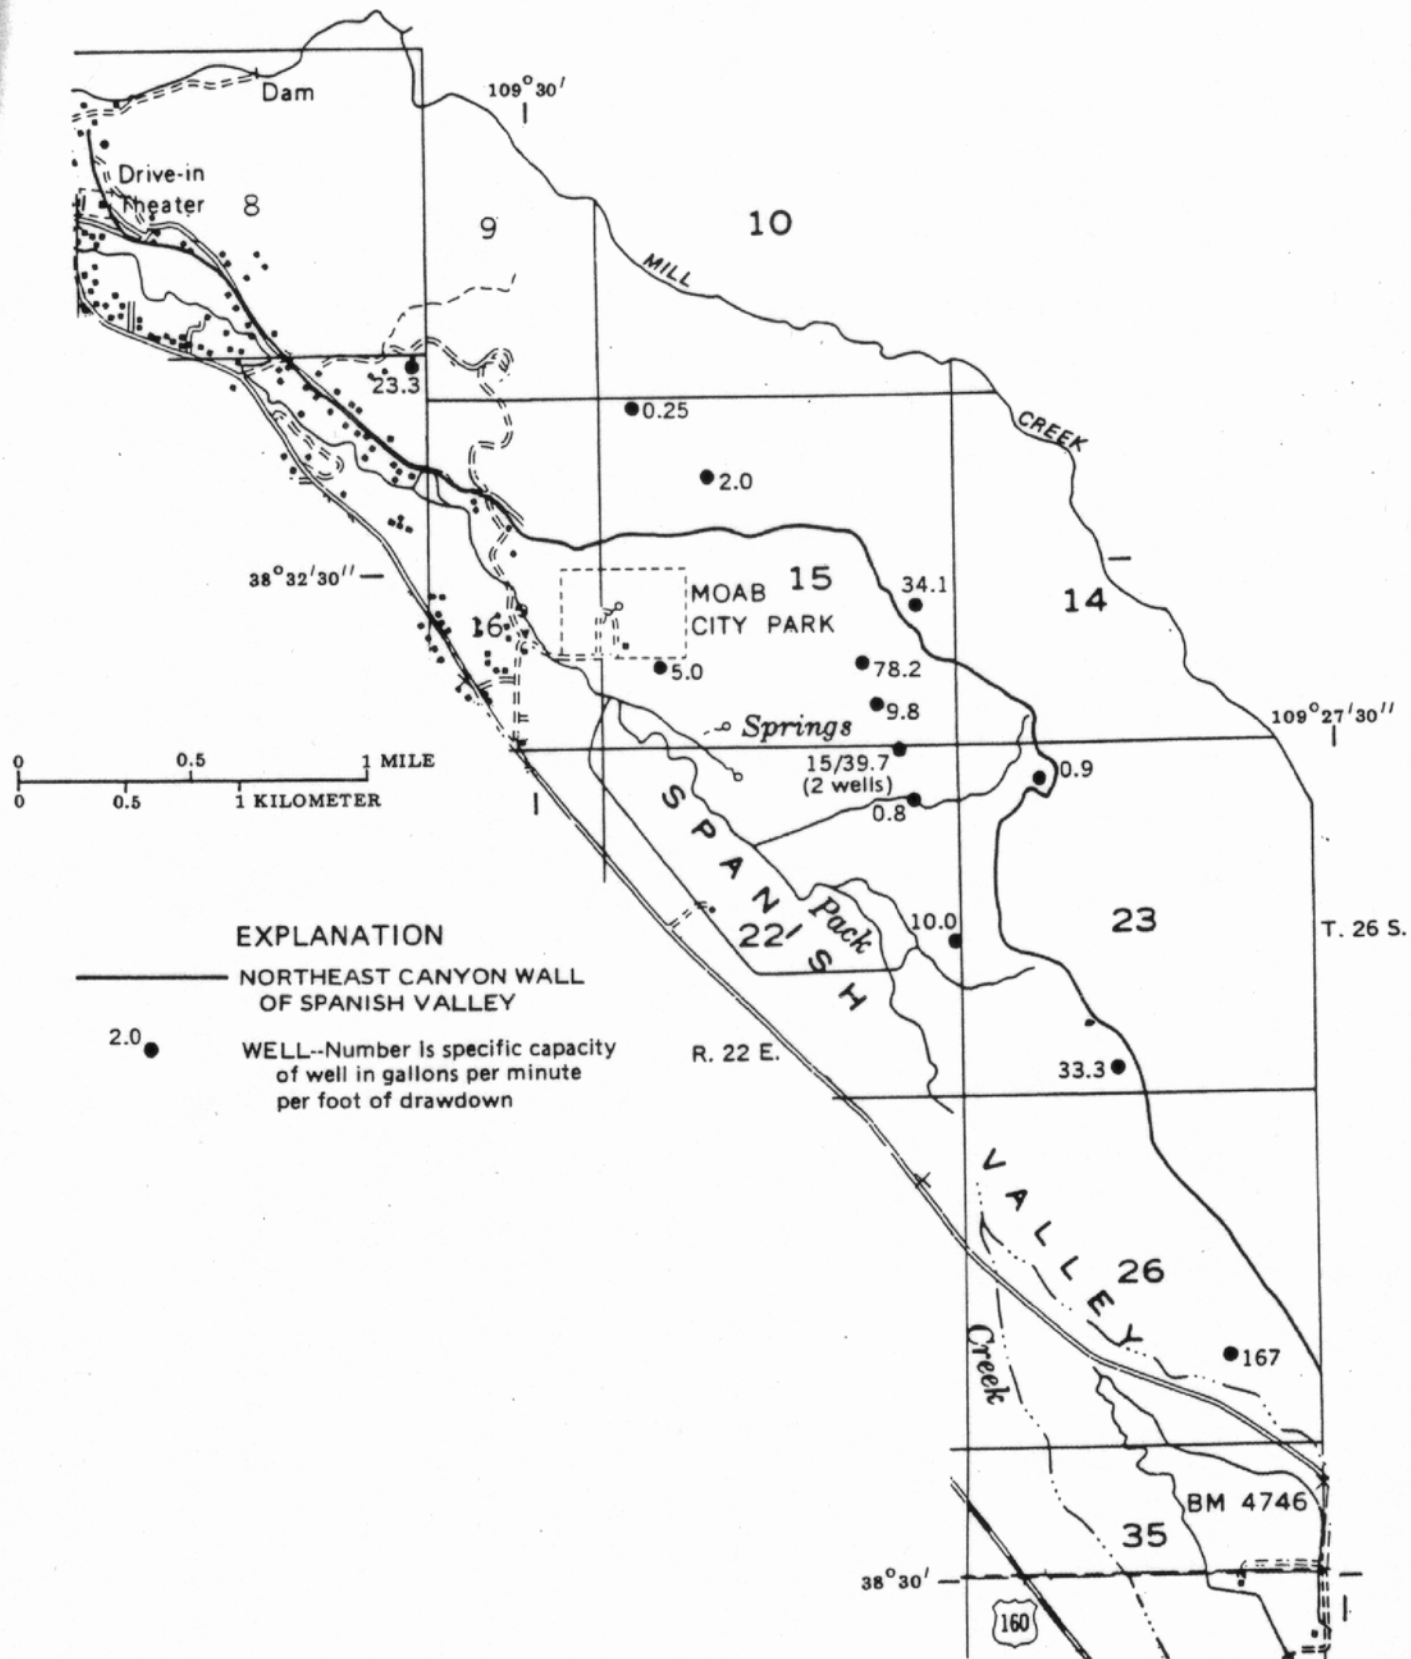 109°30'
Dam
Drive-in
Theater
8
9
10
MILL
CREEK
23.3
0.25
2.0
38°32'30"
MOAB
CITY PARK
15
34.1
14
16
5.0
78.2
9.8
Springs
109°27'30"
0 0.5 1 MILE
0 0.5 1 KILOMETER
15/39.7
(2 wells)
0.9
0.8
SPANISH
Pack
22
10.0
23
T. 26 S.
EXPLANATION
NORTHEAST CANYON WALL
OF SPANISH VALLEY
2.0
WELL--Number is specific capacity
of well in gallons per minute
per foot of drawdown
R. 22 E.
33.3
VALLEY
26
Creek
167
BM 4746
35
38°30'
160